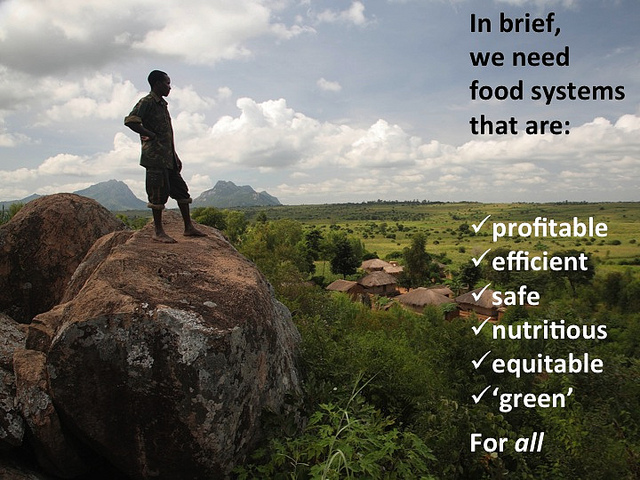 In brief,
we need
food systems
that are:
✓profitable
✓efficient
✓safe
✓nutritious
✓equitable
✓‘green’
For all